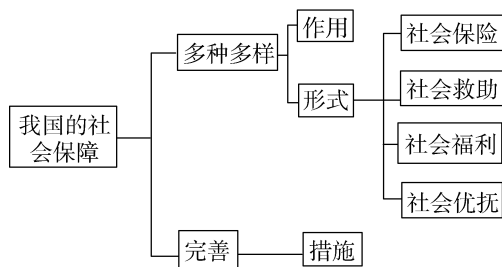 我国的社
会保障
多种多样
作用
形式
社会保险
社会救助
社会福利
社会优抚
完善
措施